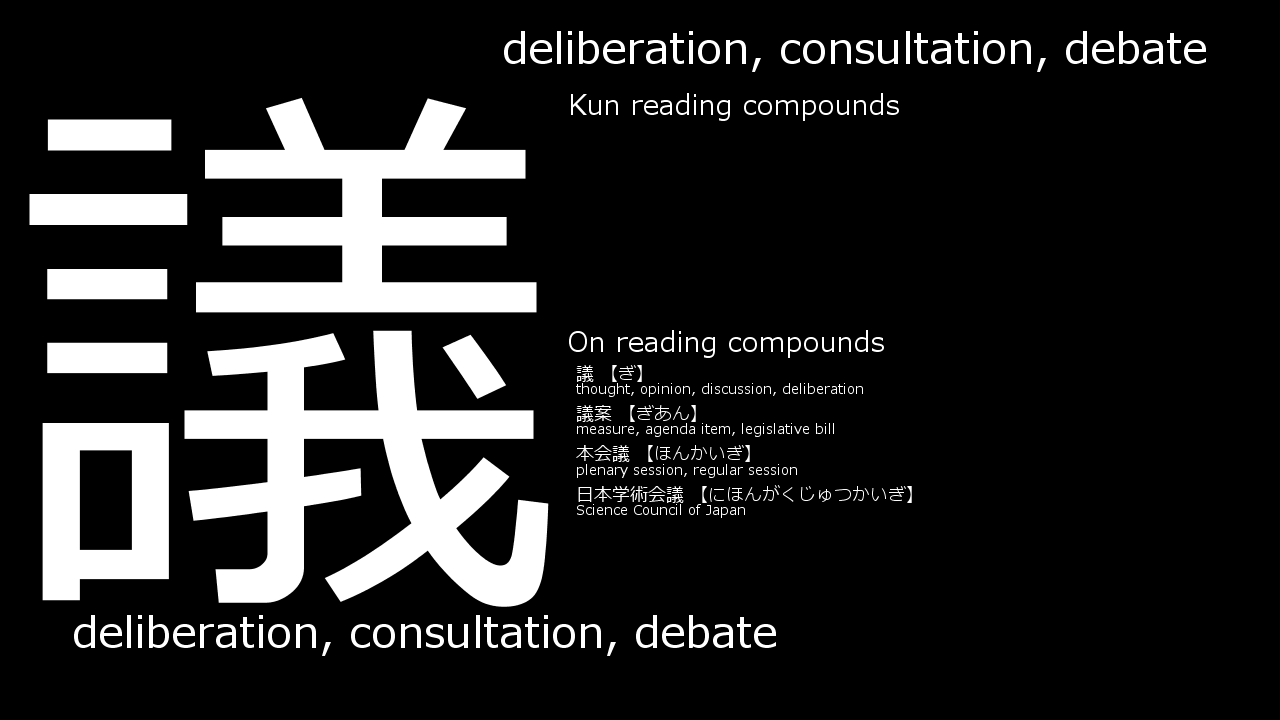 deliberation, consultation, debate
議
Kun reading compounds
On reading compounds
議 【ぎ】
thought, opinion, discussion, deliberation
議案 【ぎあん】
measure, agenda item, legislative bill
本会議 【ほんかいぎ】
plenary session, regular session
日本学術会議 【にほんがくじゅつかいぎ】
Science Council of Japan
deliberation, consultation, debate